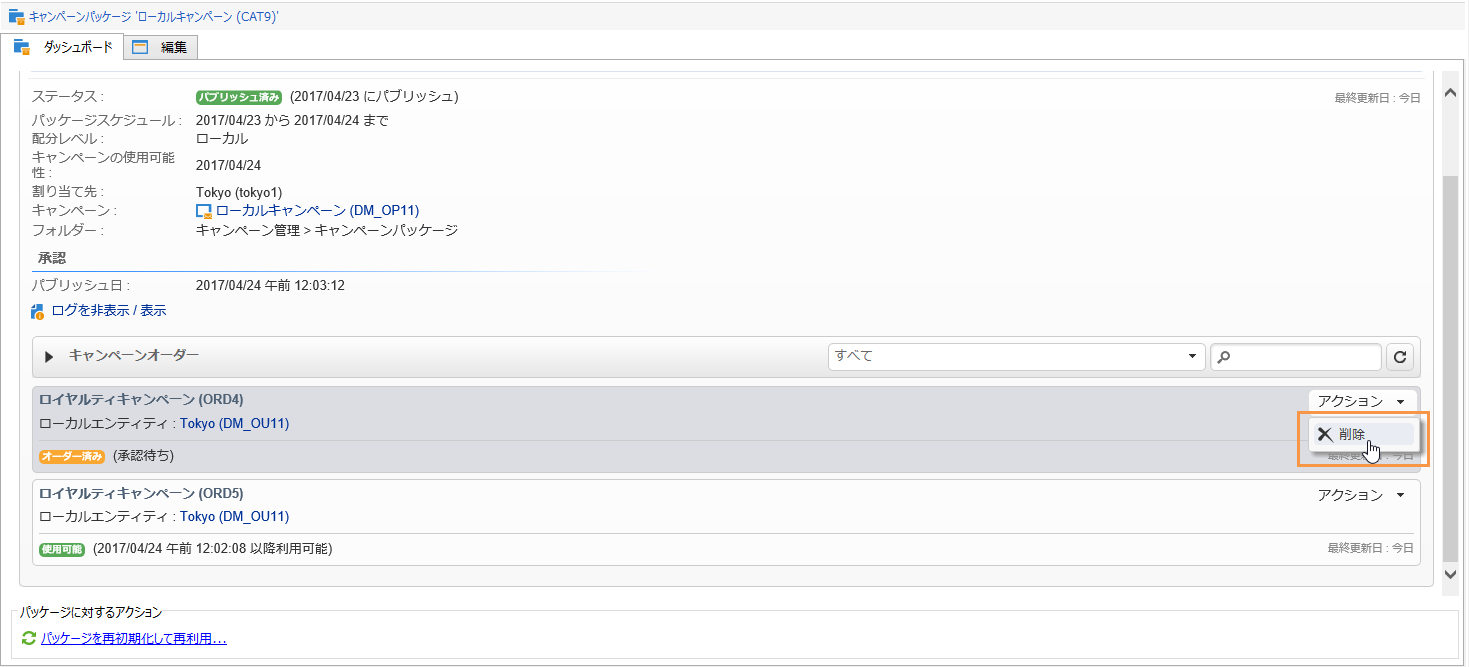 キャンペーンパッケージ 'ローカルキャンペーン (CAT9)'
ダッシュボード 編集
ステータス : パブリッシュ済み (2017/04/23 にパブリッシュ) 最終更新日 : 今日
パッケージスケジュール : 2017/04/23 から 2017/04/24 まで
配分レベル : ローカル
キャンペーンの使用可能
性 : 2017/04/24
割り当て先 : Tokyo (tokyo1)
キャンペーン : ローカルキャンペーン (DM_OP11)
フォルダー : キャンペーン管理 > キャンペーンパッケージ
承認
パブリッシュ日 : 2017/04/24 午前 12:03:12
ログを非表示 / 表示
キャンペーンオーダー すべて
ロイヤルティキャンペーン (ORD4) アクション
ローカルエンティティ : Tokyo (DM_OU11)
削除
オーダー済み (承認待ち) 最終更新日 : 今日
ロイヤルティキャンペーン (ORD5) アクション
ローカルエンティティ : Tokyo (DM_OU11)
使用可能 (2017/04/24 午前 12:02:08 以降利用可能) 最終更新日 : 今日
パッケージに対するアクション
パッケージを再初期化して再利用...